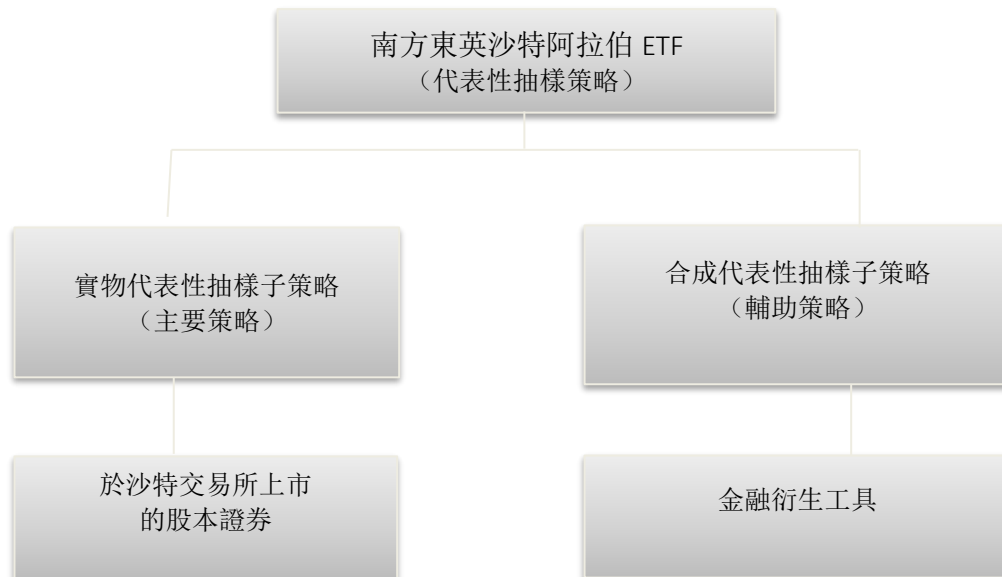 南方東英沙特阿拉伯 ETF
（代表性抽樣策略）
實物代表性抽樣子策略
（主要策略）
合成代表性抽樣子策略
（輔助策略）
於沙特交易所上市
的股本證券
金融衍生工具